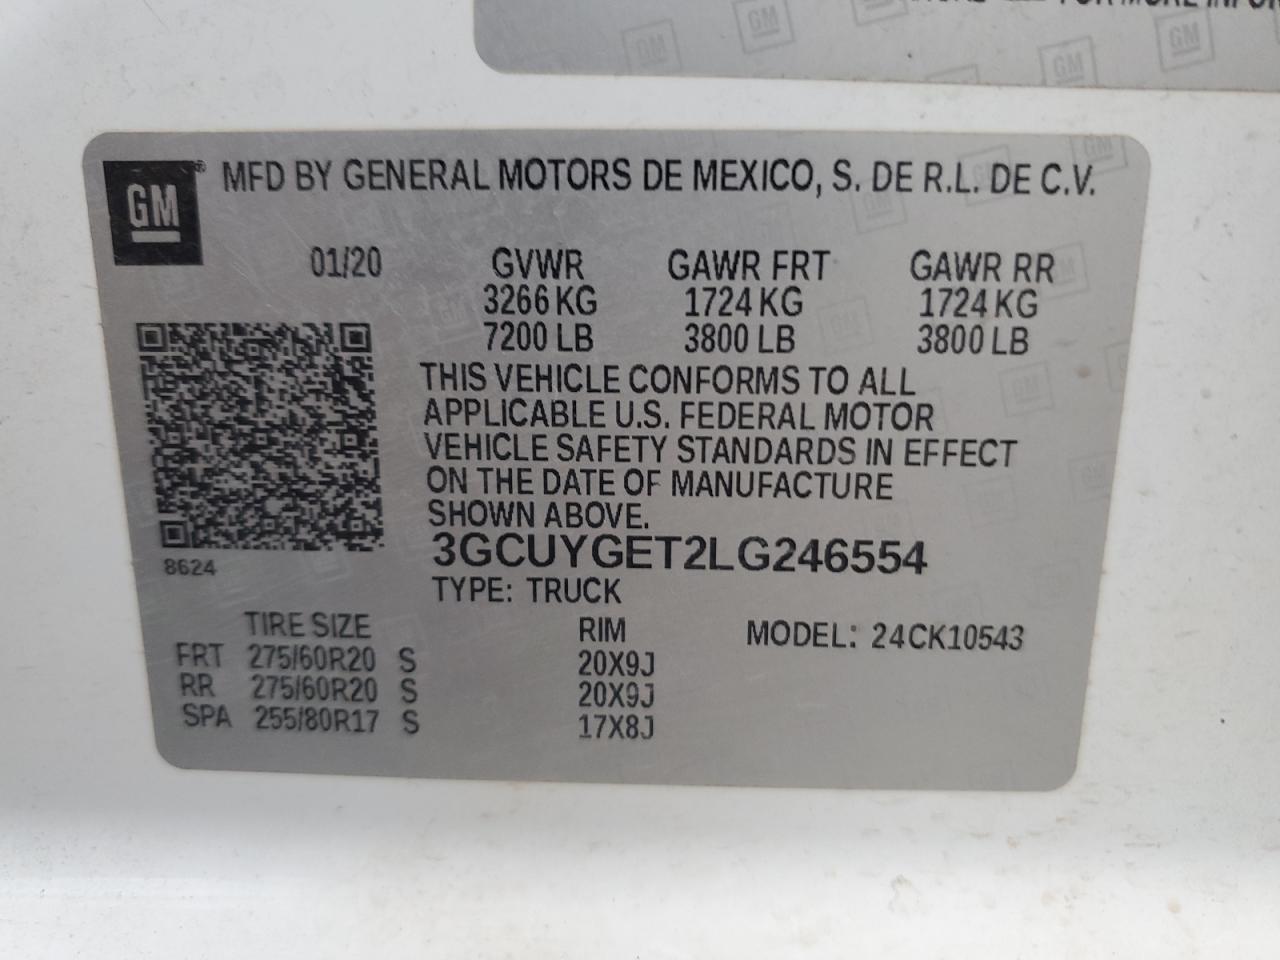 FOR MORE INFOR
GM® MFD BY GENERAL MOTORS DE MEXICO, S. DE R.L. DE C.V.
01/20 GVWR GAWR FRT GAWR RR
3266 KG 1724 KG 1724 KG
7200 LB 3800 LB 3800 LB
THIS VEHICLE CONFORMS TO ALL
APPLICABLE U.S. FEDERAL MOTOR
VEHICLE SAFETY STANDARDS IN EFFECT
ON THE DATE OF MANUFACTURE
SHOWN ABOVE.
3GCUYGET2LG246554
8624
TYPE: TRUCK
TIRE SIZE RIM MODEL: 24CK10543
FRT 275/60R20 S 20X9J
RR 275/60R20 S 20X9J
SPA 255/80R17 S 17X8J